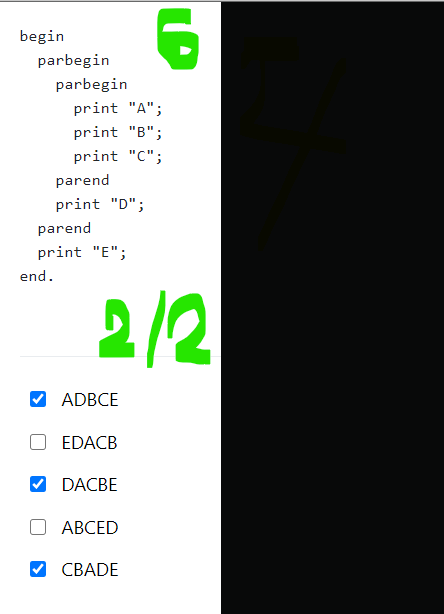 6
begin
parbegin
parbegin
print "A";
print "B";
print "C";
parend
print "D";
parend
print "E";
end.
2/2
ADBCE
EDACB
DACBE
ABCED
CBADE